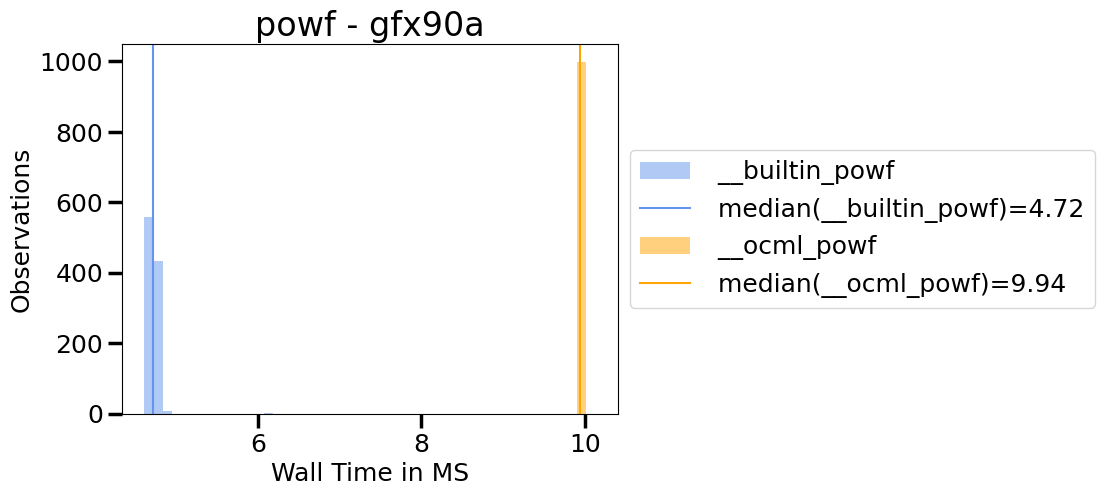 powf - gfx90a
1000
800
600
400
200
0
Observations
6 8 10
Wall Time in MS
__builtin_powf
median(__builtin_powf)=4.72
__ocml_powf
median(__ocml_powf)=9.94